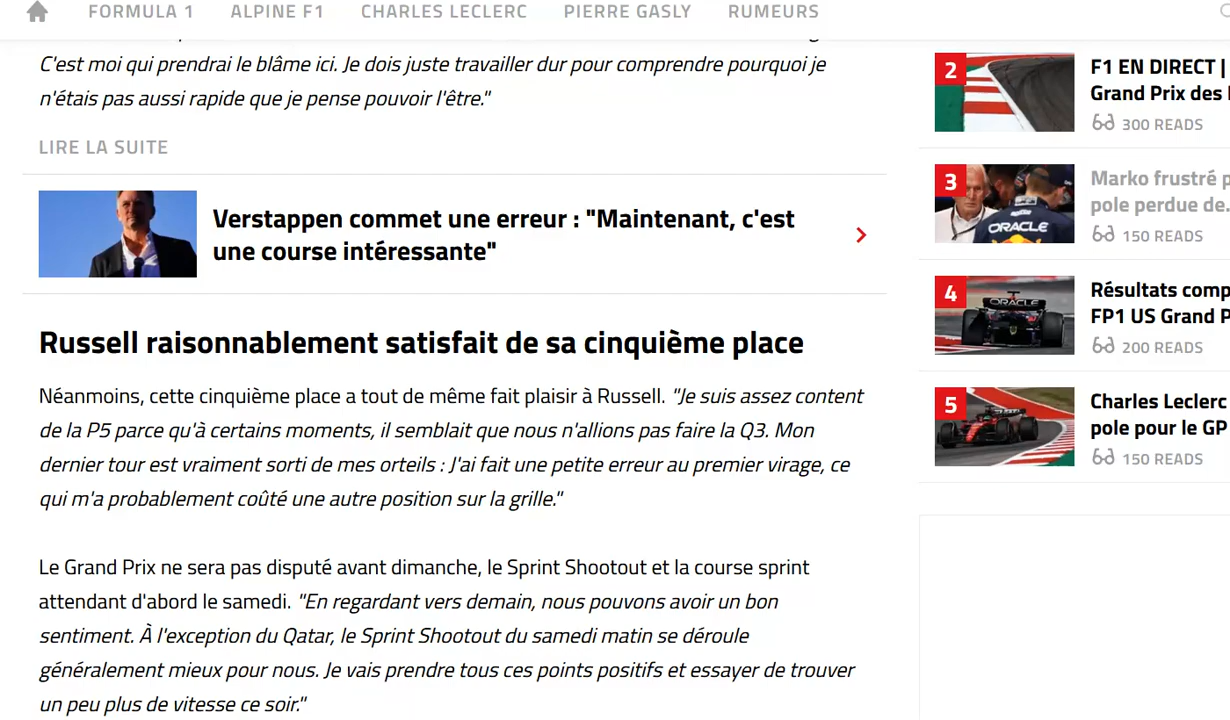 FORMULA 1 ALPINE F1 CHARLES LECLERC PIERRE GASLY RUMEURS
C'est moi qui prendrai le blâme ici. Je dois juste travailler dur pour comprendre pourquoi je
n'étais pas aussi rapide que je pense pouvoir l'être."
LIRE LA SUITE
Verstappen commet une erreur : "Maintenant, c'est
une course intéressante"
Russell raisonnablement satisfait de sa cinquième place
Néanmoins, cette cinquième place a tout de même fait plaisir à Russell. "Je suis assez content
de la P5 parce qu'à certains moments, il semblait que nous n'allions pas faire la Q3. Mon
dernier tour est vraiment sorti de mes orteils : J'ai fait une petite erreur au premier virage, ce
qui m'a probablement coûté une autre position sur la grille."
Le Grand Prix ne sera pas disputé avant dimanche, le Sprint Shootout et la course sprint
attendant d'abord le samedi. "En regardant vers demain, nous pouvons avoir un bon
sentiment. À l'exception du Qatar, le Sprint Shootout du samedi matin se déroule
généralement mieux pour nous. Je vais prendre tous ces points positifs et essayer de trouver
un peu plus de vitesse ce soir."
2
F1 EN DIRECT |
Grand Prix des
300 READS
3
Marko frustré
pole perdue de.
ORACLE
150 READS
4
Résultats comp
FP1 US Grand P
ORACLE
200 READS
5
Charles Leclerc
pole pour le GP
150 READS